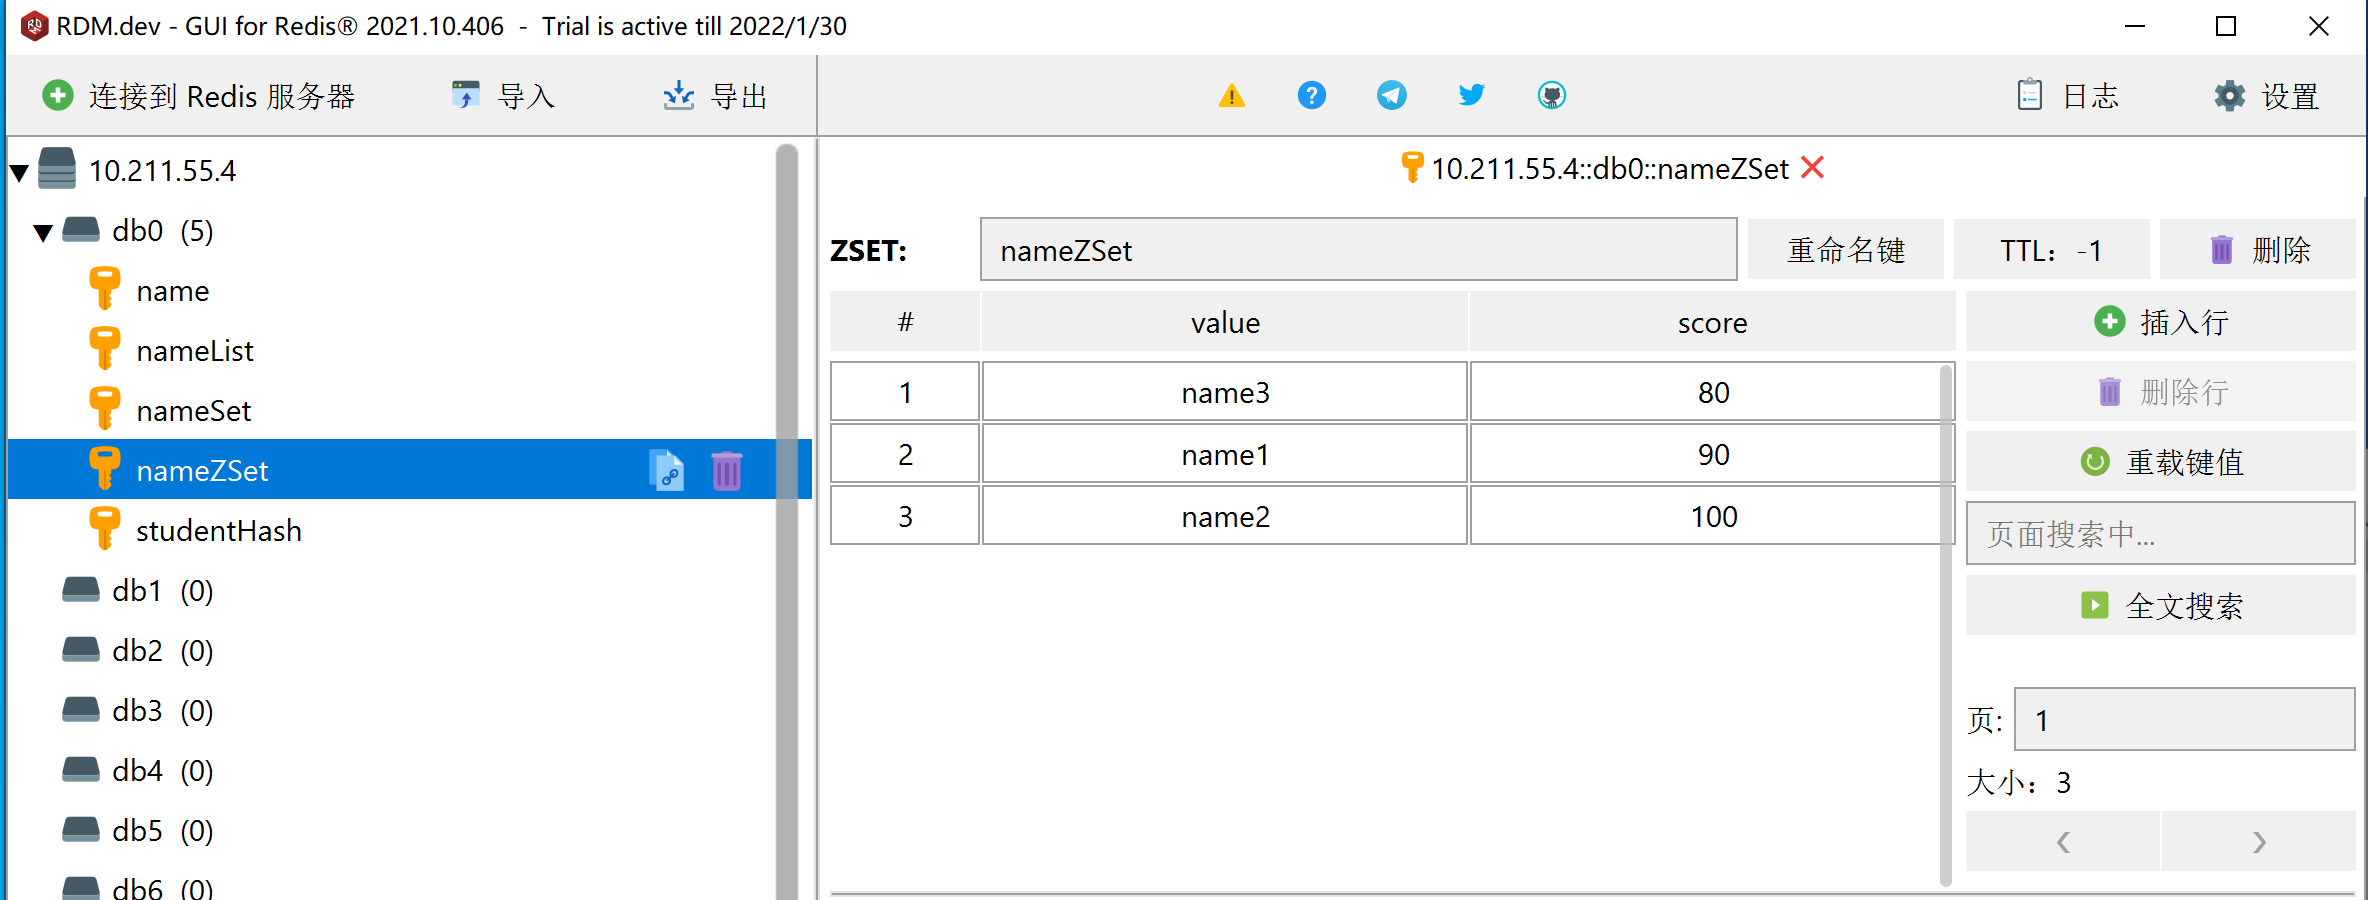 RDM.dev - GUI for Redis® 2021.10.406 - Trial is active till 2022/1/30
连接到 Redis 服务器 导入 导出 日志 设置
10.211.55.4
db0 (5)
name
nameList
nameSet
nameZSet
studentHash
db1 (0)
db2 (0)
db3 (0)
db4 (0)
db5 (0)
db6 (0)
10.211.55.4::db0::nameZSet
ZSET: nameZSet 重命名键 TTL：-1 删除
# value score
1 name3 80
2 name1 90
3 name2 100
插入行
删除行
重载键值
页面搜索中...
全文搜索
页: 1
大小：3